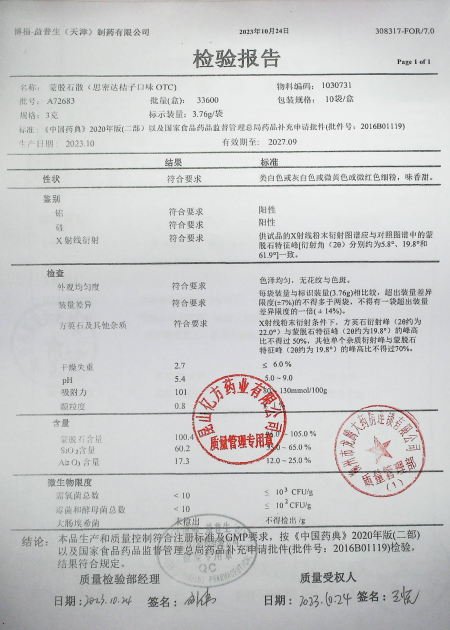 博福-益普生（天津）制药有限公司 2023年10月24日 308317-FOR/7.0
检验报告 Page 1 of 1
名称: 蒙脱石散（思密达桔子口味 OTC） 物料编码: 1030731
批号: A72683 批量(盒): 33600 包装规格: 10袋/盒
规格: 3克 标示装量: 3.76g/袋
标准: 《中国药典》2020年版(二部）以及国家食品药品监督管理总局药品补充申请批件(批件号: 2016B01119)
生产日期: 2023.10 有效期至: 2027.09
结果 标准
性状 符合要求 类白色或灰白色或微黄色或微红色细粉，味香甜。
鉴别
铝 符合要求 阳性
硅 符合要求 阳性
X射线衍射 符合要求 供试品的X射线粉末衍射图谱应与对照图谱中的蒙
脱石特征峰[衍射角（2θ）分别约为5.8°、19.8°和
61.9°]一致。
检查
外观均匀度 符合要求 色泽均匀，无花纹与色斑。
装量差异 符合要求 每袋装量与标识装量(3.76g)相比较，超出装量差异
限度(±7%)的不得多于两袋，不得有一袋超出装量
差异限度的一倍(±14%)。
方英石及其他杂质 符合要求 X射线粉末衍射条件下，方英石衍射峰（2θ约为
22.0°）与蒙脱石特征峰（2θ约为19.8°）的峰高
比不得过 50%。其他单个杂质衍射峰与蒙脱石
特征峰（2θ约为 19.8°）的峰高比不得过70%。
干燥失重 2.7 ≤ 6.0%
pH 5.4 5.0~9.0
吸附力 101 80~130mmol/100g
颗粒度 0.8
含量
蒙脱石含量 100.4 ~105.0%
SiO₂含量 60.2 ~65.0%
Al₂O₃含量 17.3 12.0~25.0%
微生物限度
需氧菌总数 < 10 ≤ 10³ CFU/g
霉菌和酵母菌总数 < 10 ≤ 10² CFU/g
大肠埃希菌 未检出 不得检出 /g
结论: 本品生产和质量控制符合注册标准及GMP要求，按《中国药典》2020年版(二部)
以及国家食品药品监督管理总局药品补充申请批件(批件号: 2016B01119)检验，
结果符合规定。
质量检验部经理 质量受权人
日期: 2023.10.24 签名: 日期: 2023.10.24 签名:
昆山亿方药业有限公司
质量管理专用章
大药房连锁有限公司
质量管理部
(1)
QC